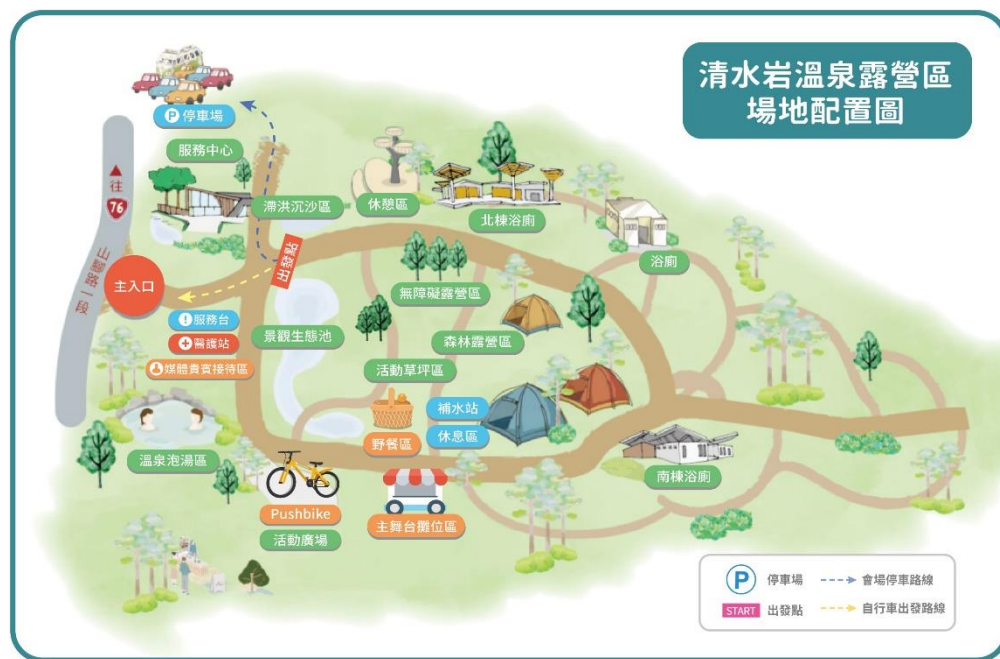 清水岩溫泉露營區
場地配置圖
P 停車場
服務中心
往
76
山腳路一段
主入口
滯洪沉沙區
休憩區
北棟浴廁
浴廁
出發點
無障礙露營區
服務台
醫護站
媒體貴賓接待區
景觀生態池
森林露營區
活動草坪區
補水站
休息區
野餐區
溫泉泡湯區
南棟浴廁
Pushbike
活動廣場
主舞台攤位區
P 停車場 會場停車路線
START 出發點 自行車出發路線